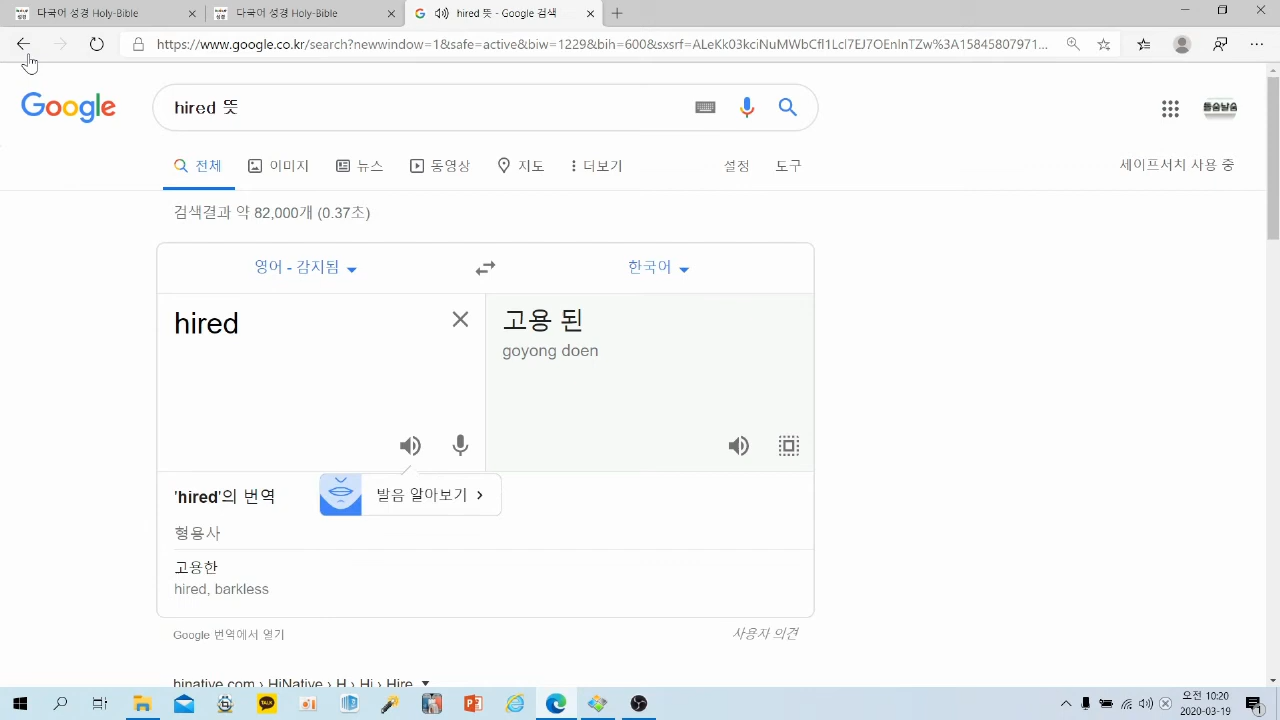 다국어 성경 Holy-Bible
다국어 성경 Holy-Bible
hired 뜻 - Google 검색
https://www.google.co.kr/search?newwindow=1&safe=active&biw=1229&bih=600&sxsrf=ALeKk03kciNuMWbCfl1Lcl7EJ7OEnInTZw%3A15845807971...
Google
hired 뜻
전체
이미지
뉴스
동영상
지도
더보기
설정
도구
세이프서치 사용 중
검색결과 약 82,000개 (0.37초)
영어 - 감지됨
한국어
hired
고용 된
goyong doen
'hired'의 번역
발음 알아보기
형용사
고용한
hired, barkless
Google 번역에서 열기
사용자 의견
hinative.com › HiNative › H › Hi › Hire
TALK
오전 10:20
2020-03-19